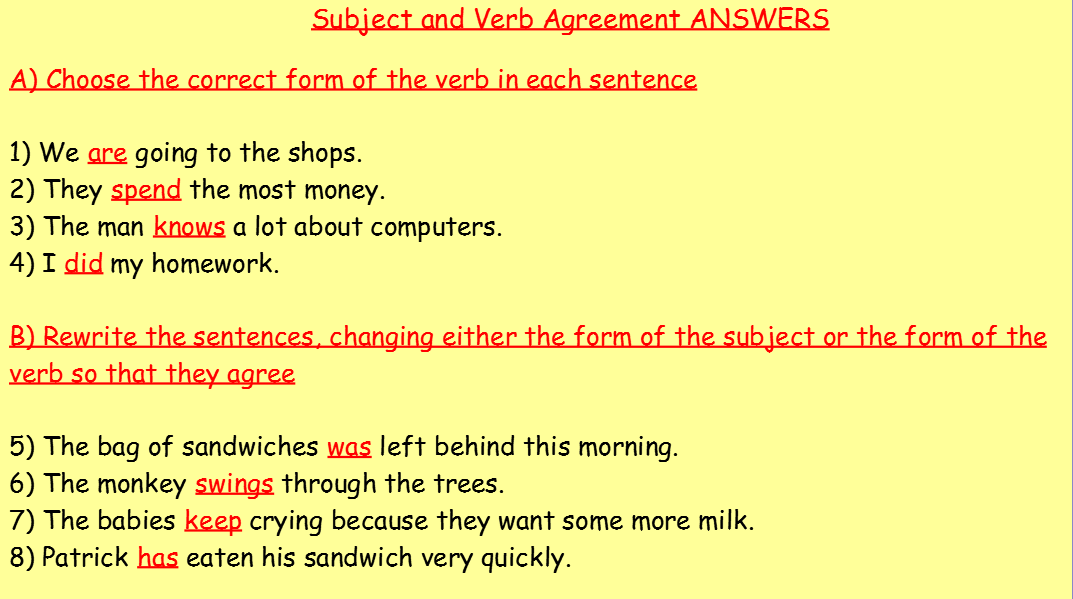 Subject and Verb Agreement ANSWERS
A) Choose the correct form of the verb in each sentence
1) We are going to the shops.
2) They spend the most money.
3) The man knows a lot about computers.
4) I did my homework.
B) Rewrite the sentences, changing either the form of the subject or the form of the
verb so that they agree
5) The bag of sandwiches was left behind this morning.
6) The monkey swings through the trees.
7) The babies keep crying because they want some more milk.
8) Patrick has eaten his sandwich very quickly.